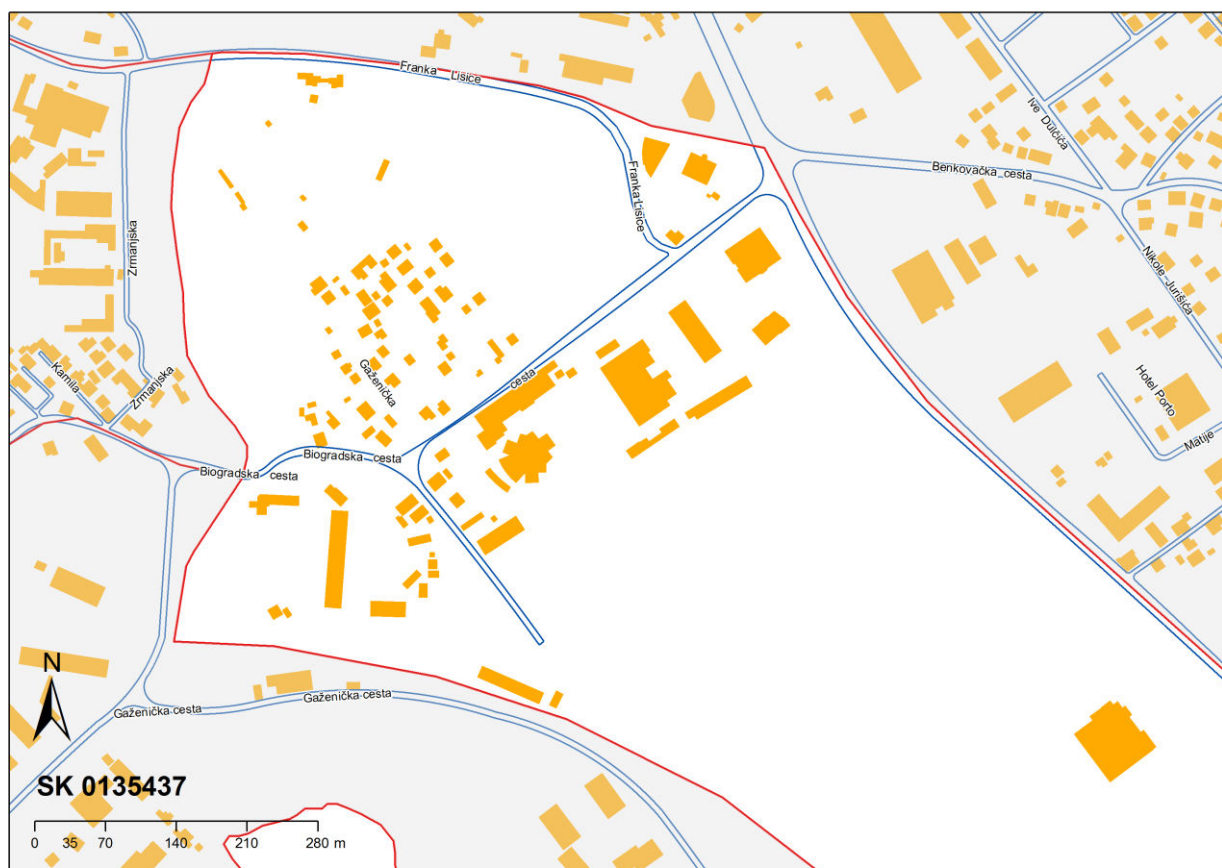 Franka Lisice
Ive Dulčića
Benkovačka cesta
Franka Lisice
Zrmanjska
Nikole Jurišića
Kamila
Zrmanjska
Gaženička
cesta
Hotel Porto
Matije
Biogradska cesta
Biogradska cesta
N
Gaženička cesta
Gaženička cesta
SK 0135437
0 35 70 140 210 280 m